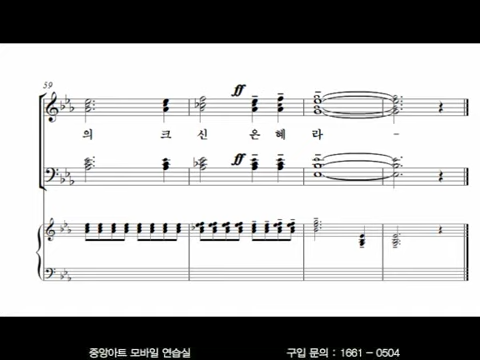 59
ff
의 크 신 은 혜 라 -
ff
중앙아트 모바일 연습실 구입 문의 : 1661 - 0504